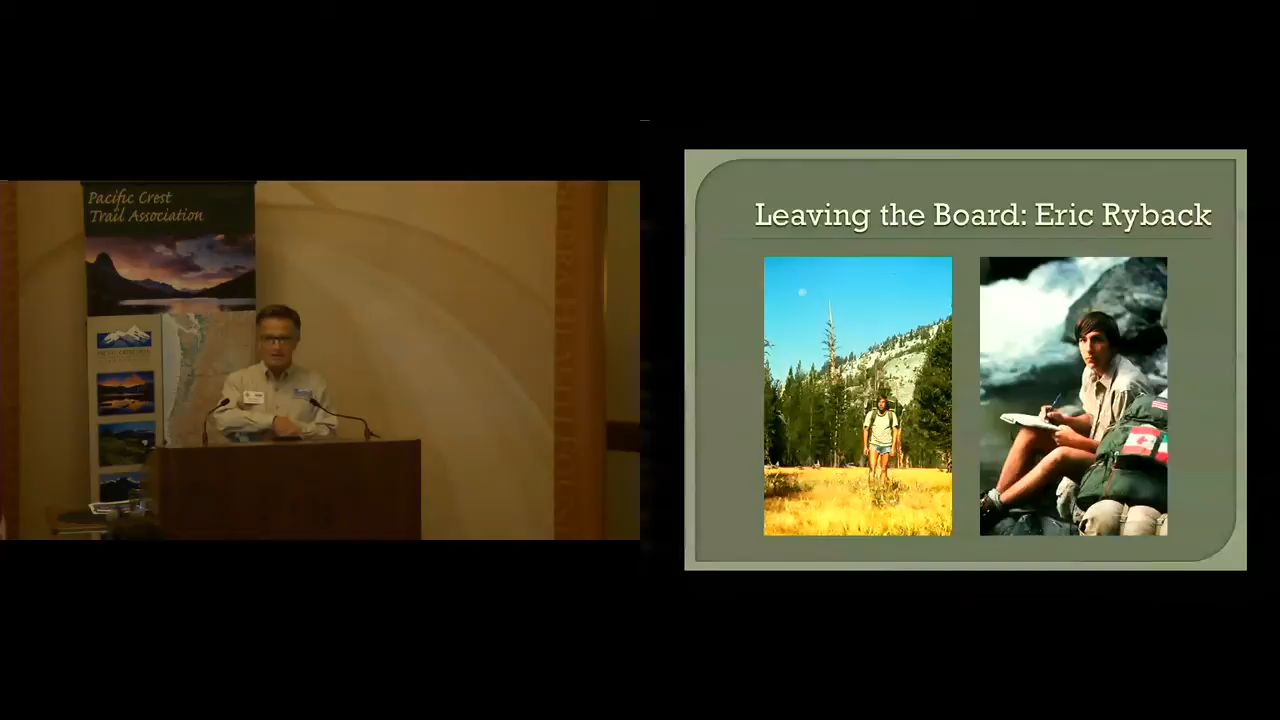 Pacific Crest
Trail Association
Leaving the Board: Eric Ryback